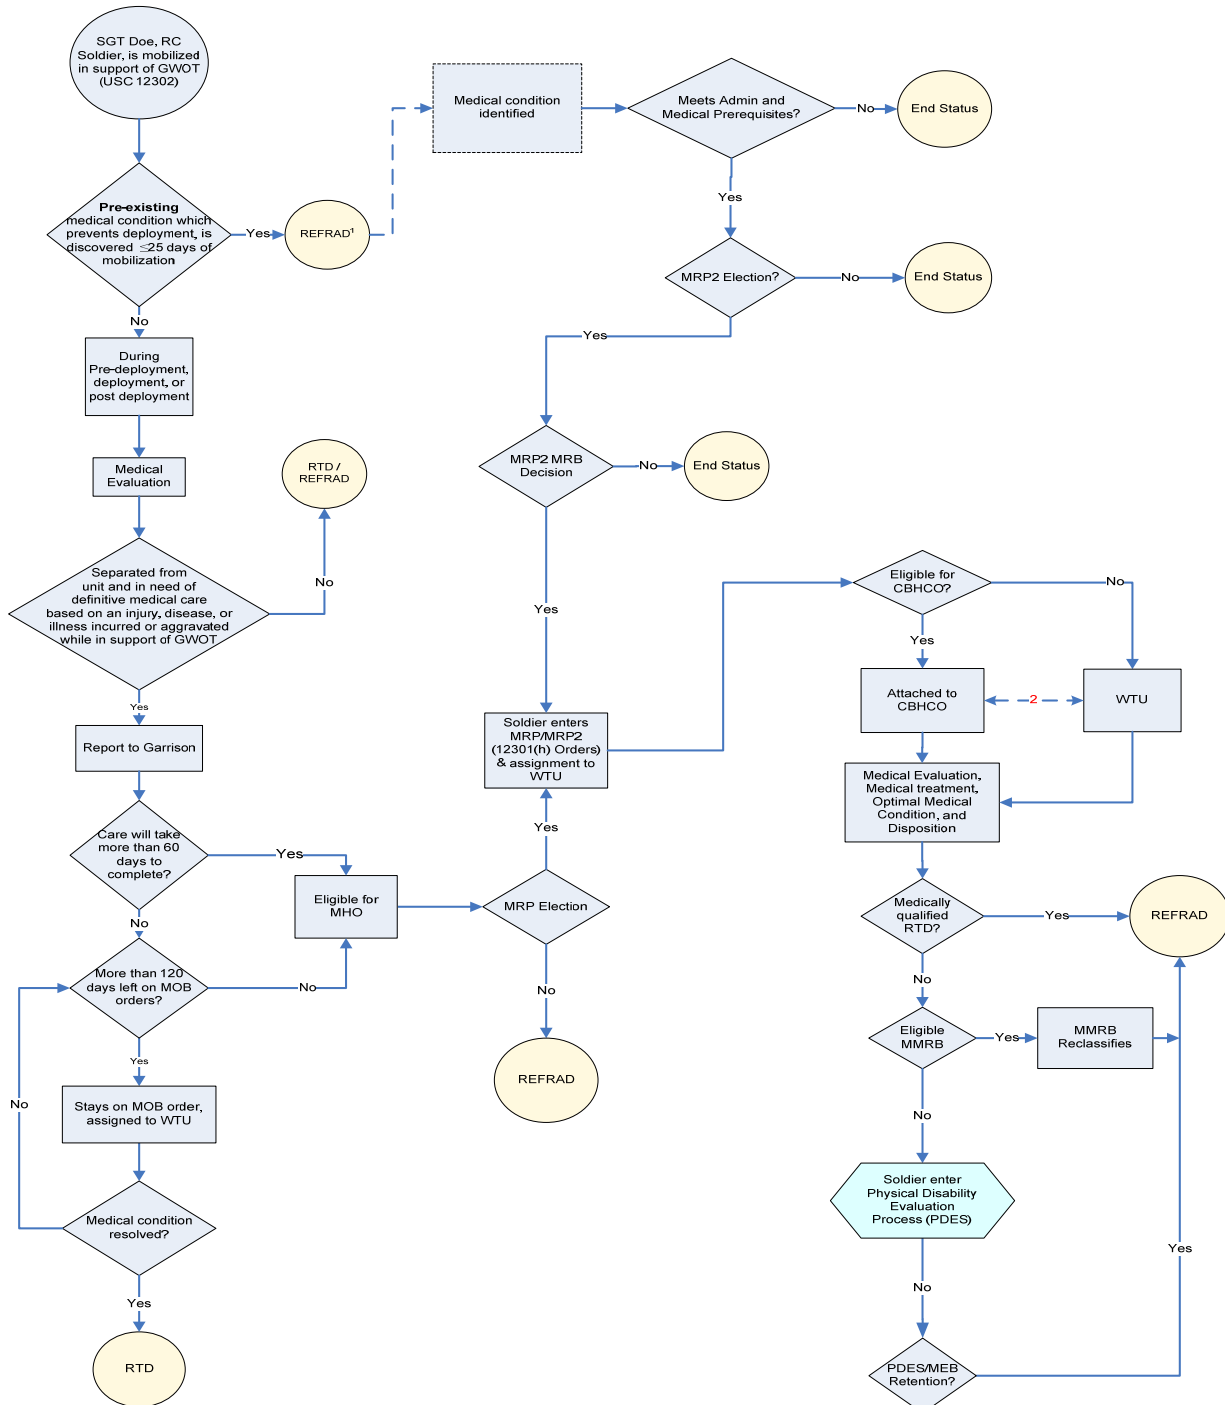 SGT Doe, RC
Soldier, is mobilized
in support of GWOT
(USC 12302)
Pre-existing
medical condition which
prevents deployment, is
discovered ≤25 days of
mobilization
Yes
REFRAD¹
No
During
Pre-deployment,
deployment, or
post deployment
Medical
Evaluation
RTD /
REFRAD
No
Separated from
unit and in need of
definitive medical care
based on an injury, disease, or
illness incurred or aggravated
while in support of GWOT
Yes
Report to Garrison
Care will take
more than 60
days to
complete?
Yes
No
Eligible for
MHO
More than 120
days left on MOB
orders?
No
Yes
Stays on MOB order,
assigned to WTU
No
Medical condition
resolved?
Yes
RTD
Medical condition
identified
Meets Admin and
Medical Prerequisites?
No
End Status
Yes
MRP2 Election?
No
End Status
Yes
MRP2 MRB
Decision
No
End Status
Yes
Soldier enters
MRP/MRP2
(12301(h) Orders)
& assignment to
WTU
Yes
MRP Election
No
REFRAD
Eligible for
CBHCO?
No
Yes
Attached to
CBHCO
2
WTU
Medical Evaluation,
Medical treatment,
Optimal Medical
Condition, and
Disposition
Medically
qualified
RTD?
Yes
REFRAD
No
Eligible
MMRB
Yes
MMRB
Reclassifies
No
Soldier enter
Physical Disability
Evaluation
Process (PDES)
Yes
No
PDES/MEB
Retention?